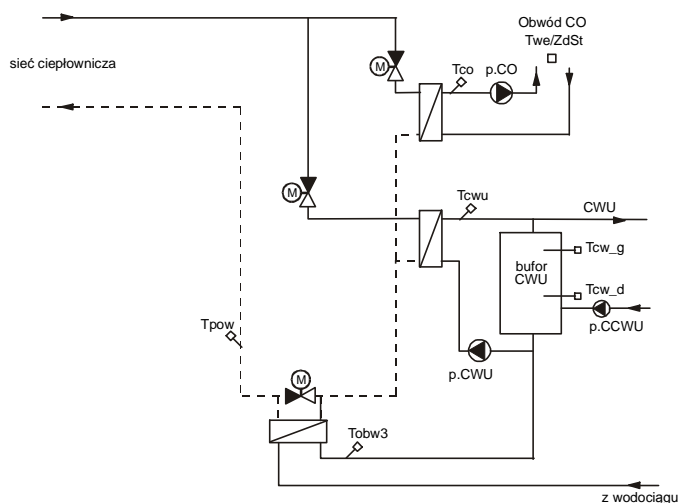 Obwód CO
Twe/ZdSt
sieć ciepłownicza
M
Tco
p.CO
M
Tcwu
CWU
bufor
CWU
Tcw_g
Tcw_d
p.CCWU
Tpow
p.CWU
M
Tobw3
z wodociągu